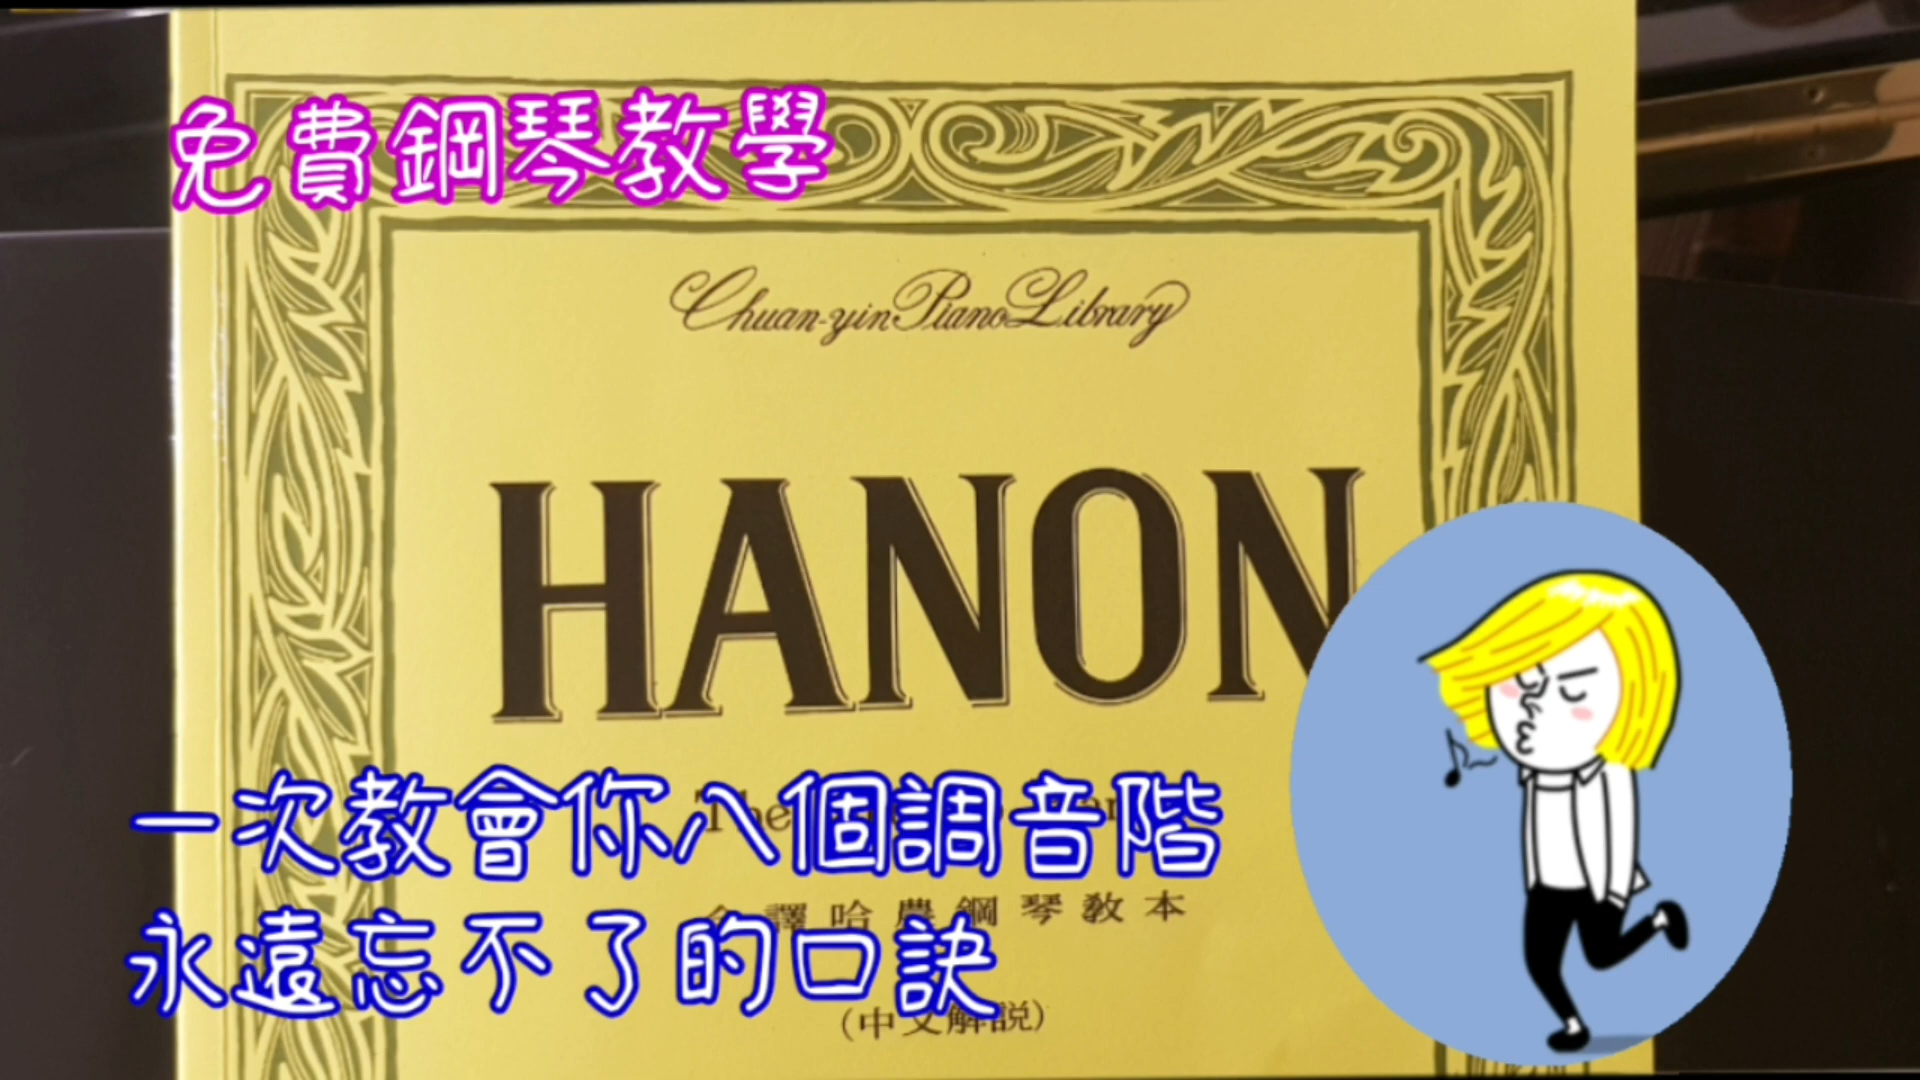 免費鋼琴教學
Chuan-yin Piano Library
HANON
一次教會你八個調音階
譯哈農鋼琴教本
永遠忘不了的口訣
(中文解説)